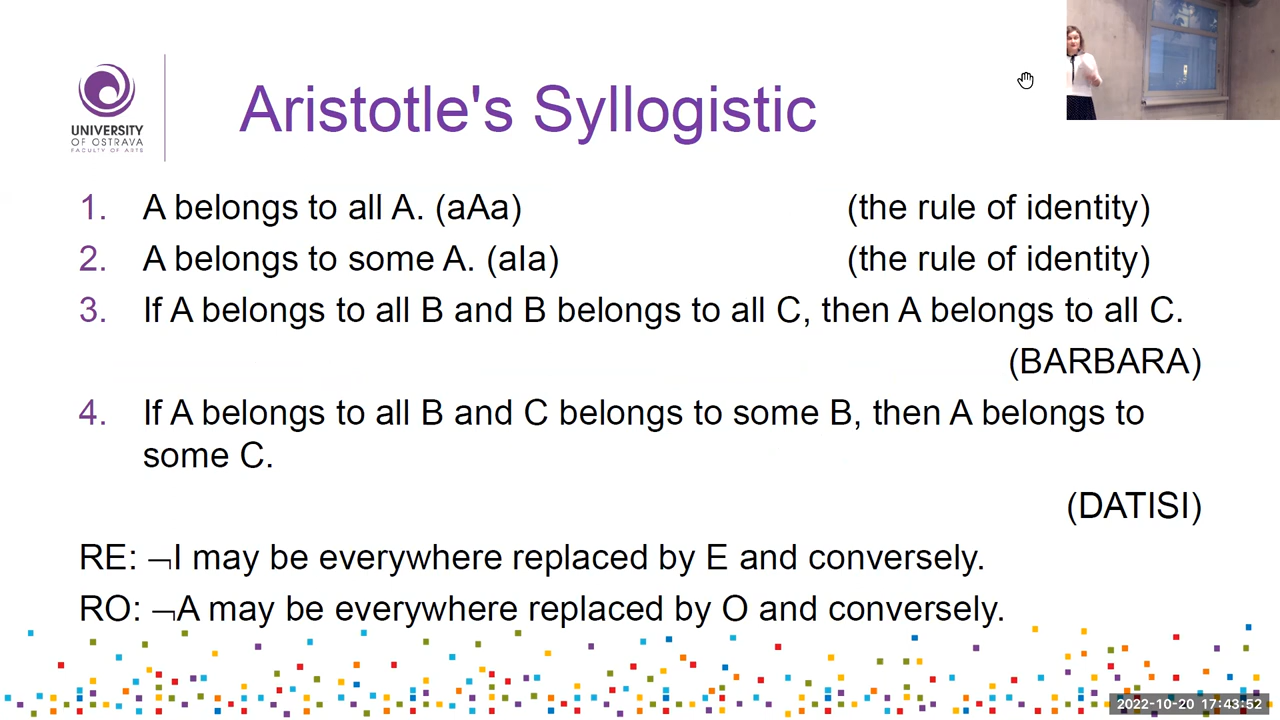 UNIVERSITY
OF OSTRAVA
FACULTY OF ARTS
Aristotle's Syllogistic
1. A belongs to all A. (aAa) (the rule of identity)
2. A belongs to some A. (aIa) (the rule of identity)
3. If A belongs to all B and B belongs to all C, then A belongs to all C.
(BARBARA)
4. If A belongs to all B and C belongs to some B, then A belongs to
some C.
(DATISI)
RE: ¬I may be everywhere replaced by E and conversely.
RO: ¬A may be everywhere replaced by O and conversely.
2022-10-20 17:43:52